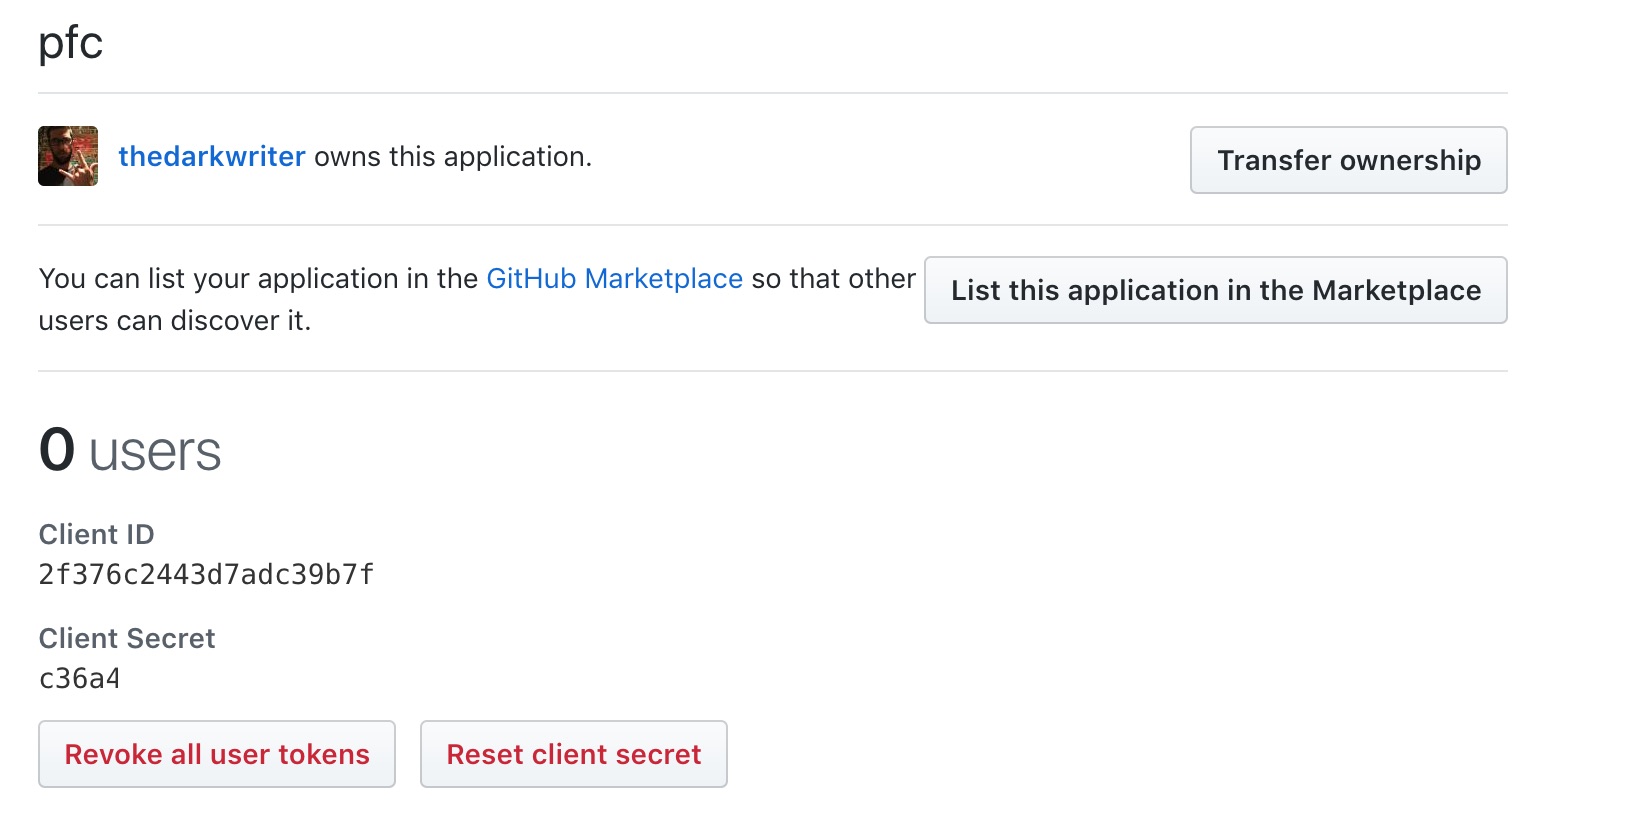 pfc
thedarkwriter owns this application.
Transfer ownership
You can list your application in the GitHub Marketplace so that other
users can discover it.
List this application in the Marketplace
0 users
Client ID
2f376c2443d7adc39b7f
Client Secret
c36a4
Revoke all user tokens
Reset client secret